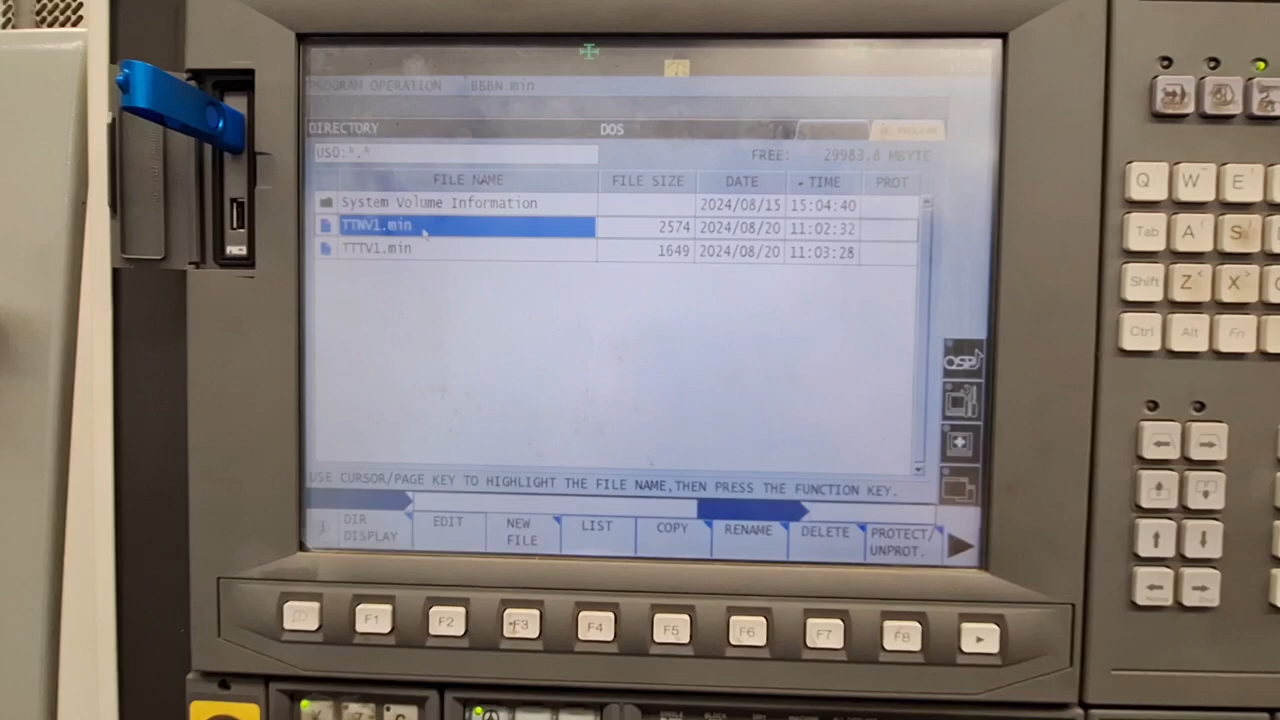 PROGRAM OPERATION BBBN.min
DIRECTORY DOS
US0:*.* FREE: 29983.8 MBYTE
FILE NAME FILE SIZE DATE TIME PROT
System Volume Information 2024/08/15 15:04:40
TTNV1.min 2574 2024/08/20 11:02:32
TTTV1.min 1649 2024/08/20 11:03:28
OSP
USE CURSOR/PAGE KEY TO HIGHLIGHT THE FILE NAME,THEN PRESS THE FUNCTION KEY.
DIR DISPLAY EDIT NEW FILE LIST COPY RENAME DELETE PROTECT/ UNPROT.
F1 F2 F3 F4 F5 F6 F7 F8
Q W E
Tab A S
Shift Z < X >
Ctrl Alt Fn
Home End